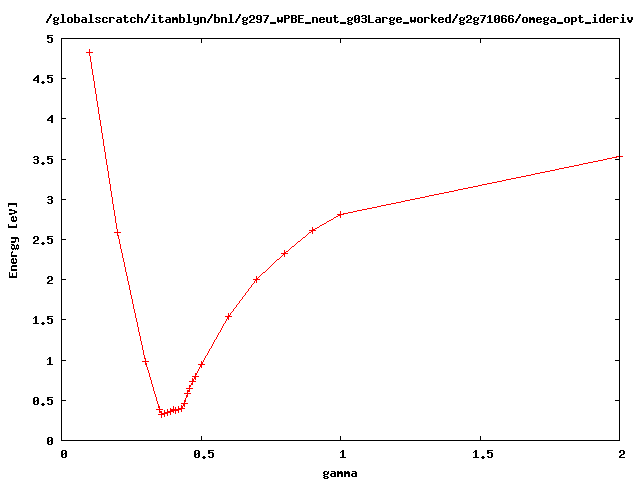 /globalscratch/itamblyn/bnl/g297_wPBE_neut_g03Large_worked/g2g71066/omega_opt_ideriv
5
4.5
4
3.5
3
2.5
2
1.5
1
0.5
0
Energy [eV]
0 0.5 1 1.5 2
gamma